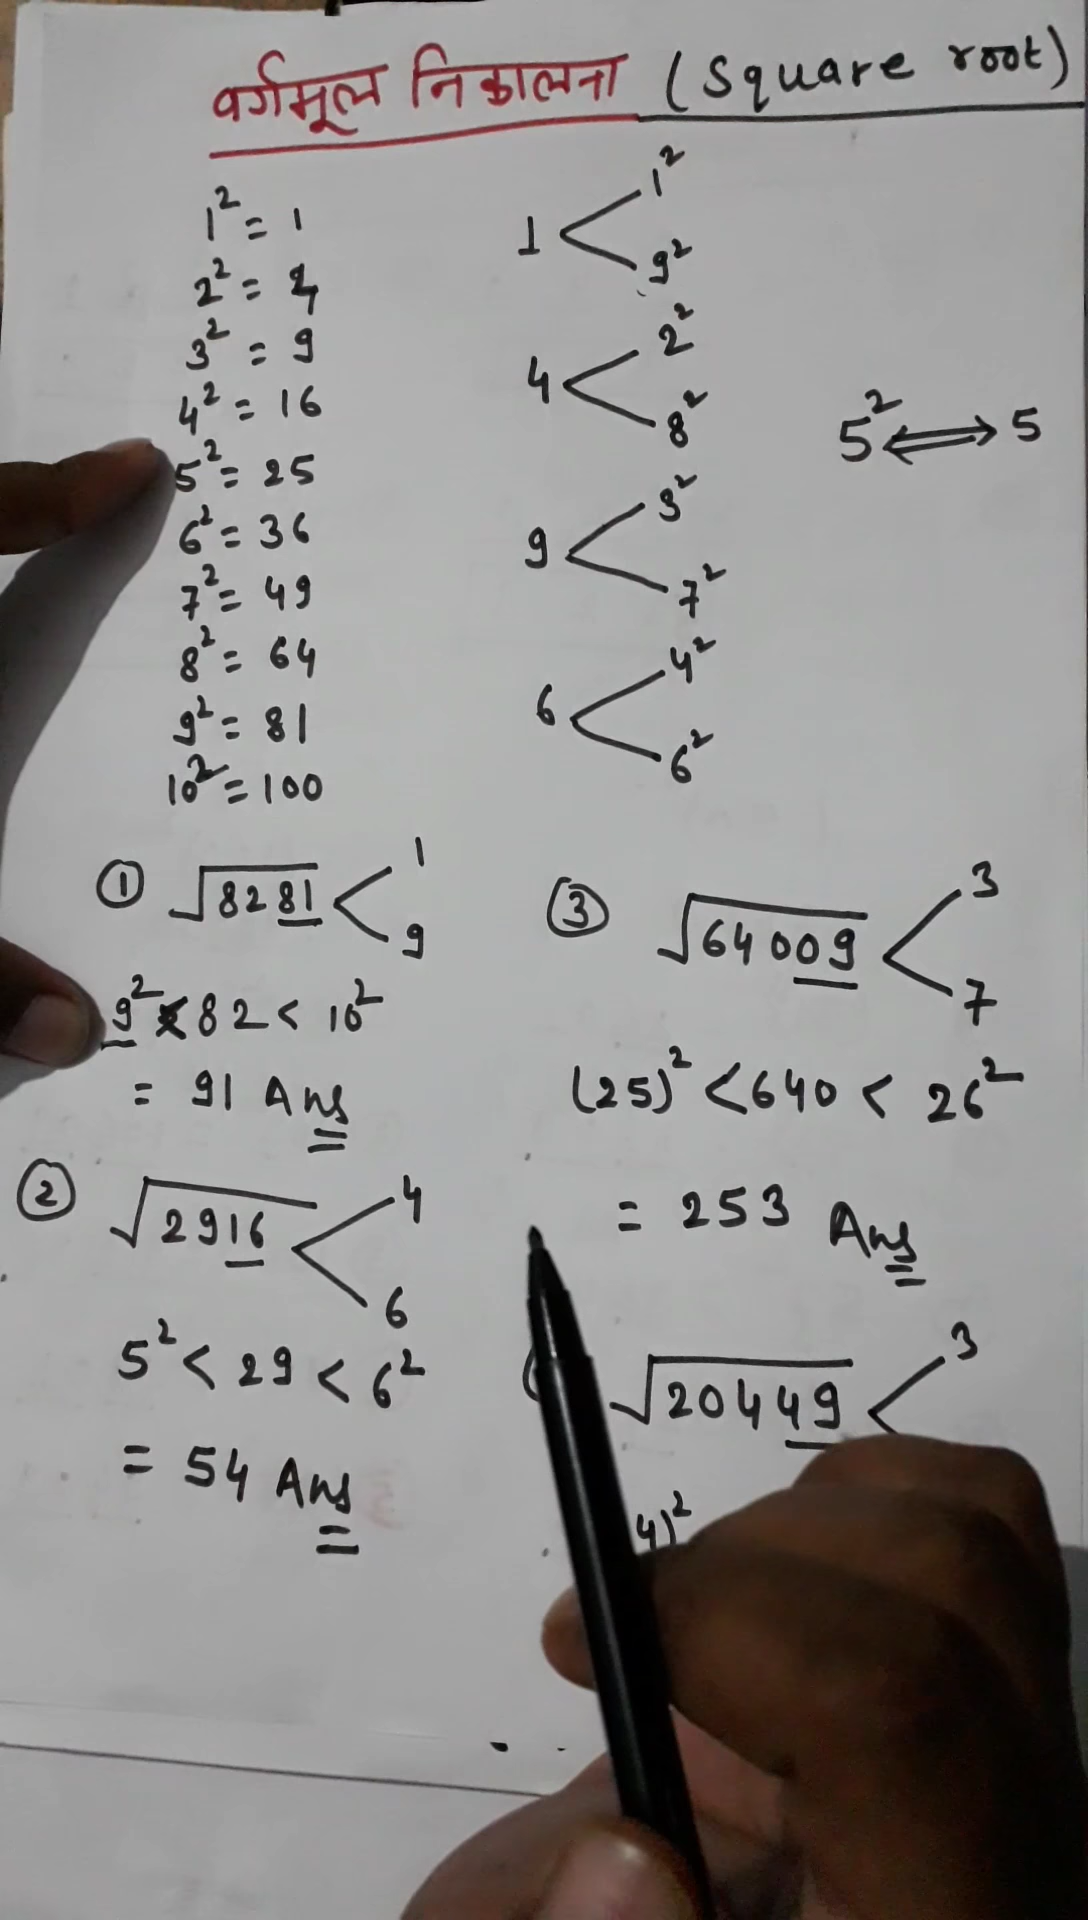 वर्गमूल निकालना (Square root)
1² = 1
2² = 4
3² = 9
4² = 16
5² = 25
6² = 36
7² = 49
8² = 64
9² = 81
10² = 100
1 < 1²
9²
4 < 2²
8²
9 < 3²
7²
6 < 4²
6²
5² ⟺ 5
① √8281 < 1
9
9² < 82 < 10²
= 91 Ans
② √2916 < 4
6
5² < 29 < 6²
= 54 Ans
③ √64009 < 3
7
(25)² < 640 < 26²
= 253 Ans
√20449 < 3
4)²